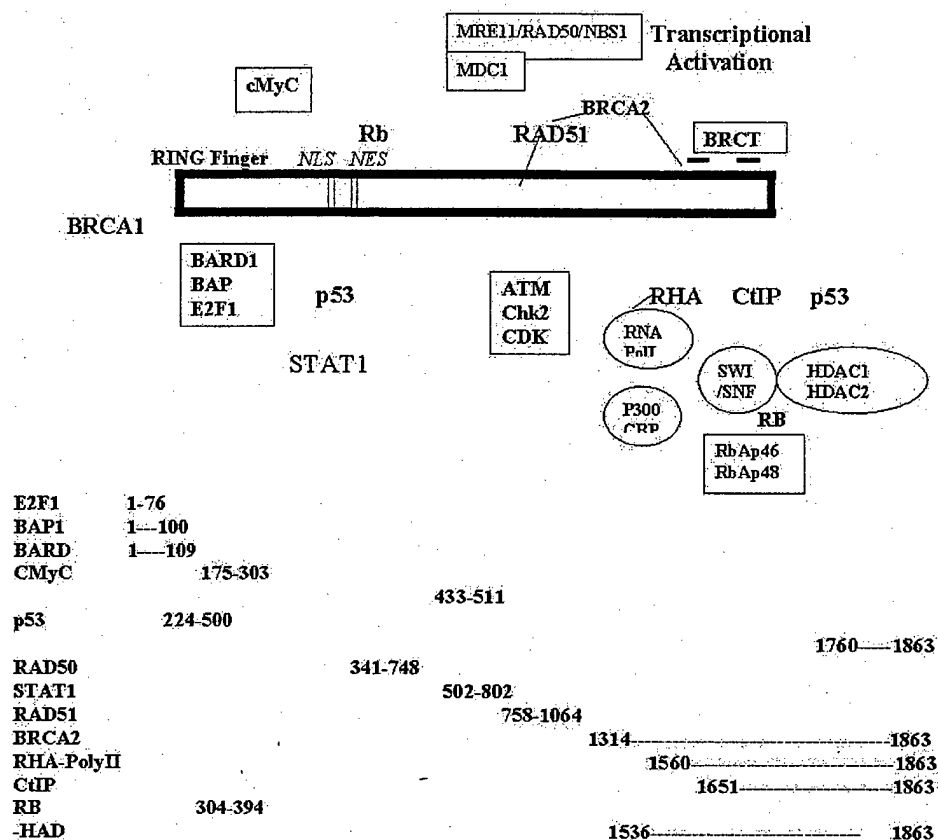 MRE11/RAD50/NBS1
Transcriptional
Activation
MDC1
cMyC
BRCA2
Rb
RAD51
BRCT
RING Finger NLS NES
BRCA1
BARD1
BAP
E2F1
p53
ATM
Chk2
CDK
RHA CtIP p53
RNA
PolII
STAT1
SWI
/SNF
HDAC1
HDAC2
P300
CBP
RB
RbAp46
RbAp48
E2F1 1-76
BAP1 1---100
BARD 1----109
CMyC 175-303
433-511
p53 224-500
1760-----1863
RAD50 341-748
STAT1 502-802
RAD51 758-1064
BRCA2 1314------------------------1863
RHA-PolyII 1560-------------------1863
CtIP 1651---------------1863
RB 304-394
-HAD 1536--------------------- 1863